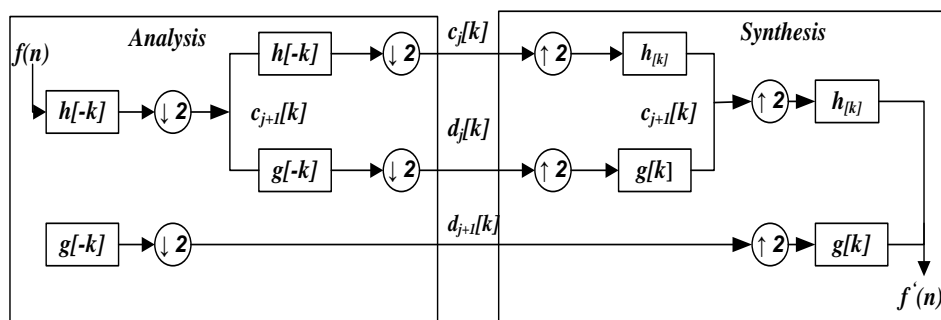 Analysis
Synthesis
f(n)
h[-k]
↓ 2
h[-k]
↓ 2
c_j[k]
↑ 2
h[k]
c_{j+1}[k]
d_j[k]
c_{j+1}[k]
↑ 2
h[k]
g[-k]
↓ 2
↑ 2
g[k]
g[-k]
↓ 2
d_{j+1}[k]
↑ 2
g[k]
f'(n)